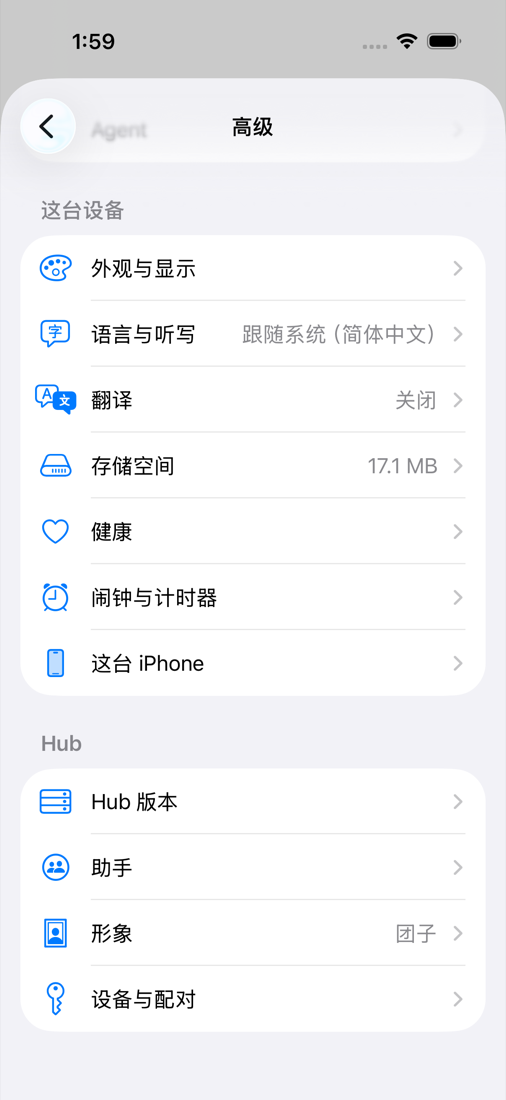 1:59
Agent
高级
这台设备
外观与显示
字
语言与听写 跟随系统（简体中文）
A 文
翻译 关闭
存储空间 17.1 MB
健康
闹钟与计时器
这台 iPhone
Hub
Hub 版本
助手
形象 团子
设备与配对